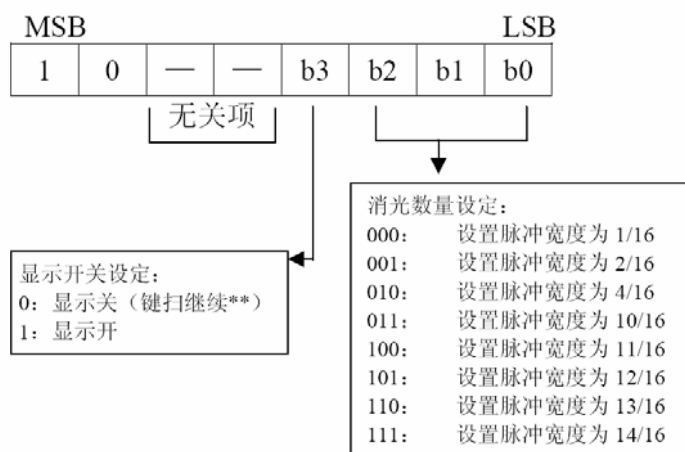 MSB LSB
1 0 — — b3 b2 b1 b0
无关项
显示开关设定：
0：显示关（键扫继续**）
1：显示开
消光数量设定：
000： 设置脉冲宽度为 1/16
001： 设置脉冲宽度为 2/16
010： 设置脉冲宽度为 4/16
011： 设置脉冲宽度为 10/16
100： 设置脉冲宽度为 11/16
101： 设置脉冲宽度为 12/16
110： 设置脉冲宽度为 13/16
111： 设置脉冲宽度为 14/16